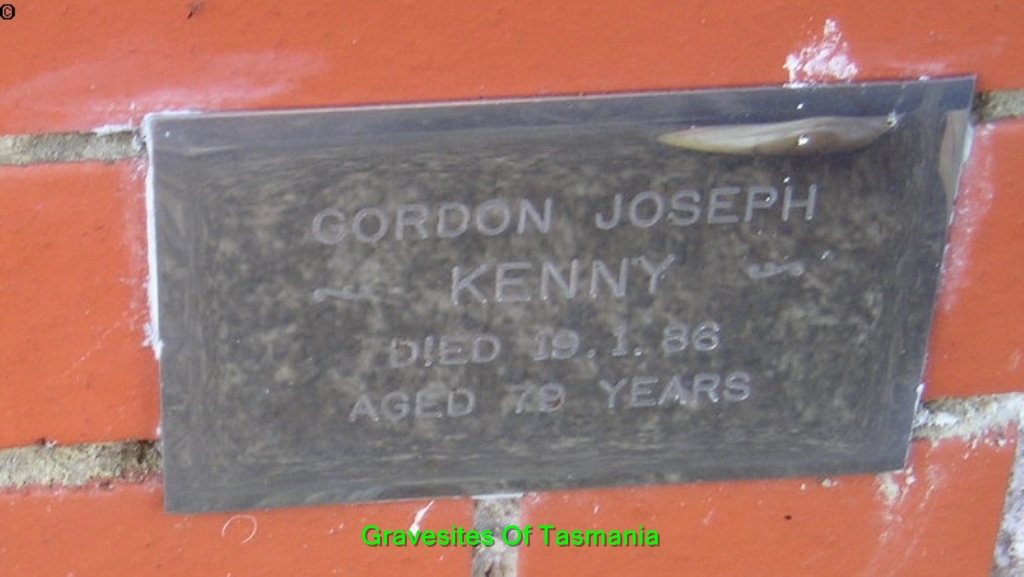 ©
GORDON JOSEPH
KENNY
DIED 19.1.86
AGED 79 YEARS
Gravesites Of Tasmania